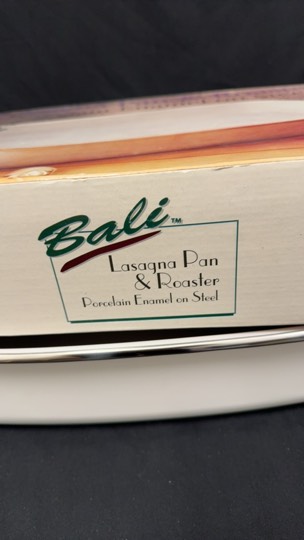 Bali™
Lasagna Pan
& Roaster
Porcelain Enamel on Steel